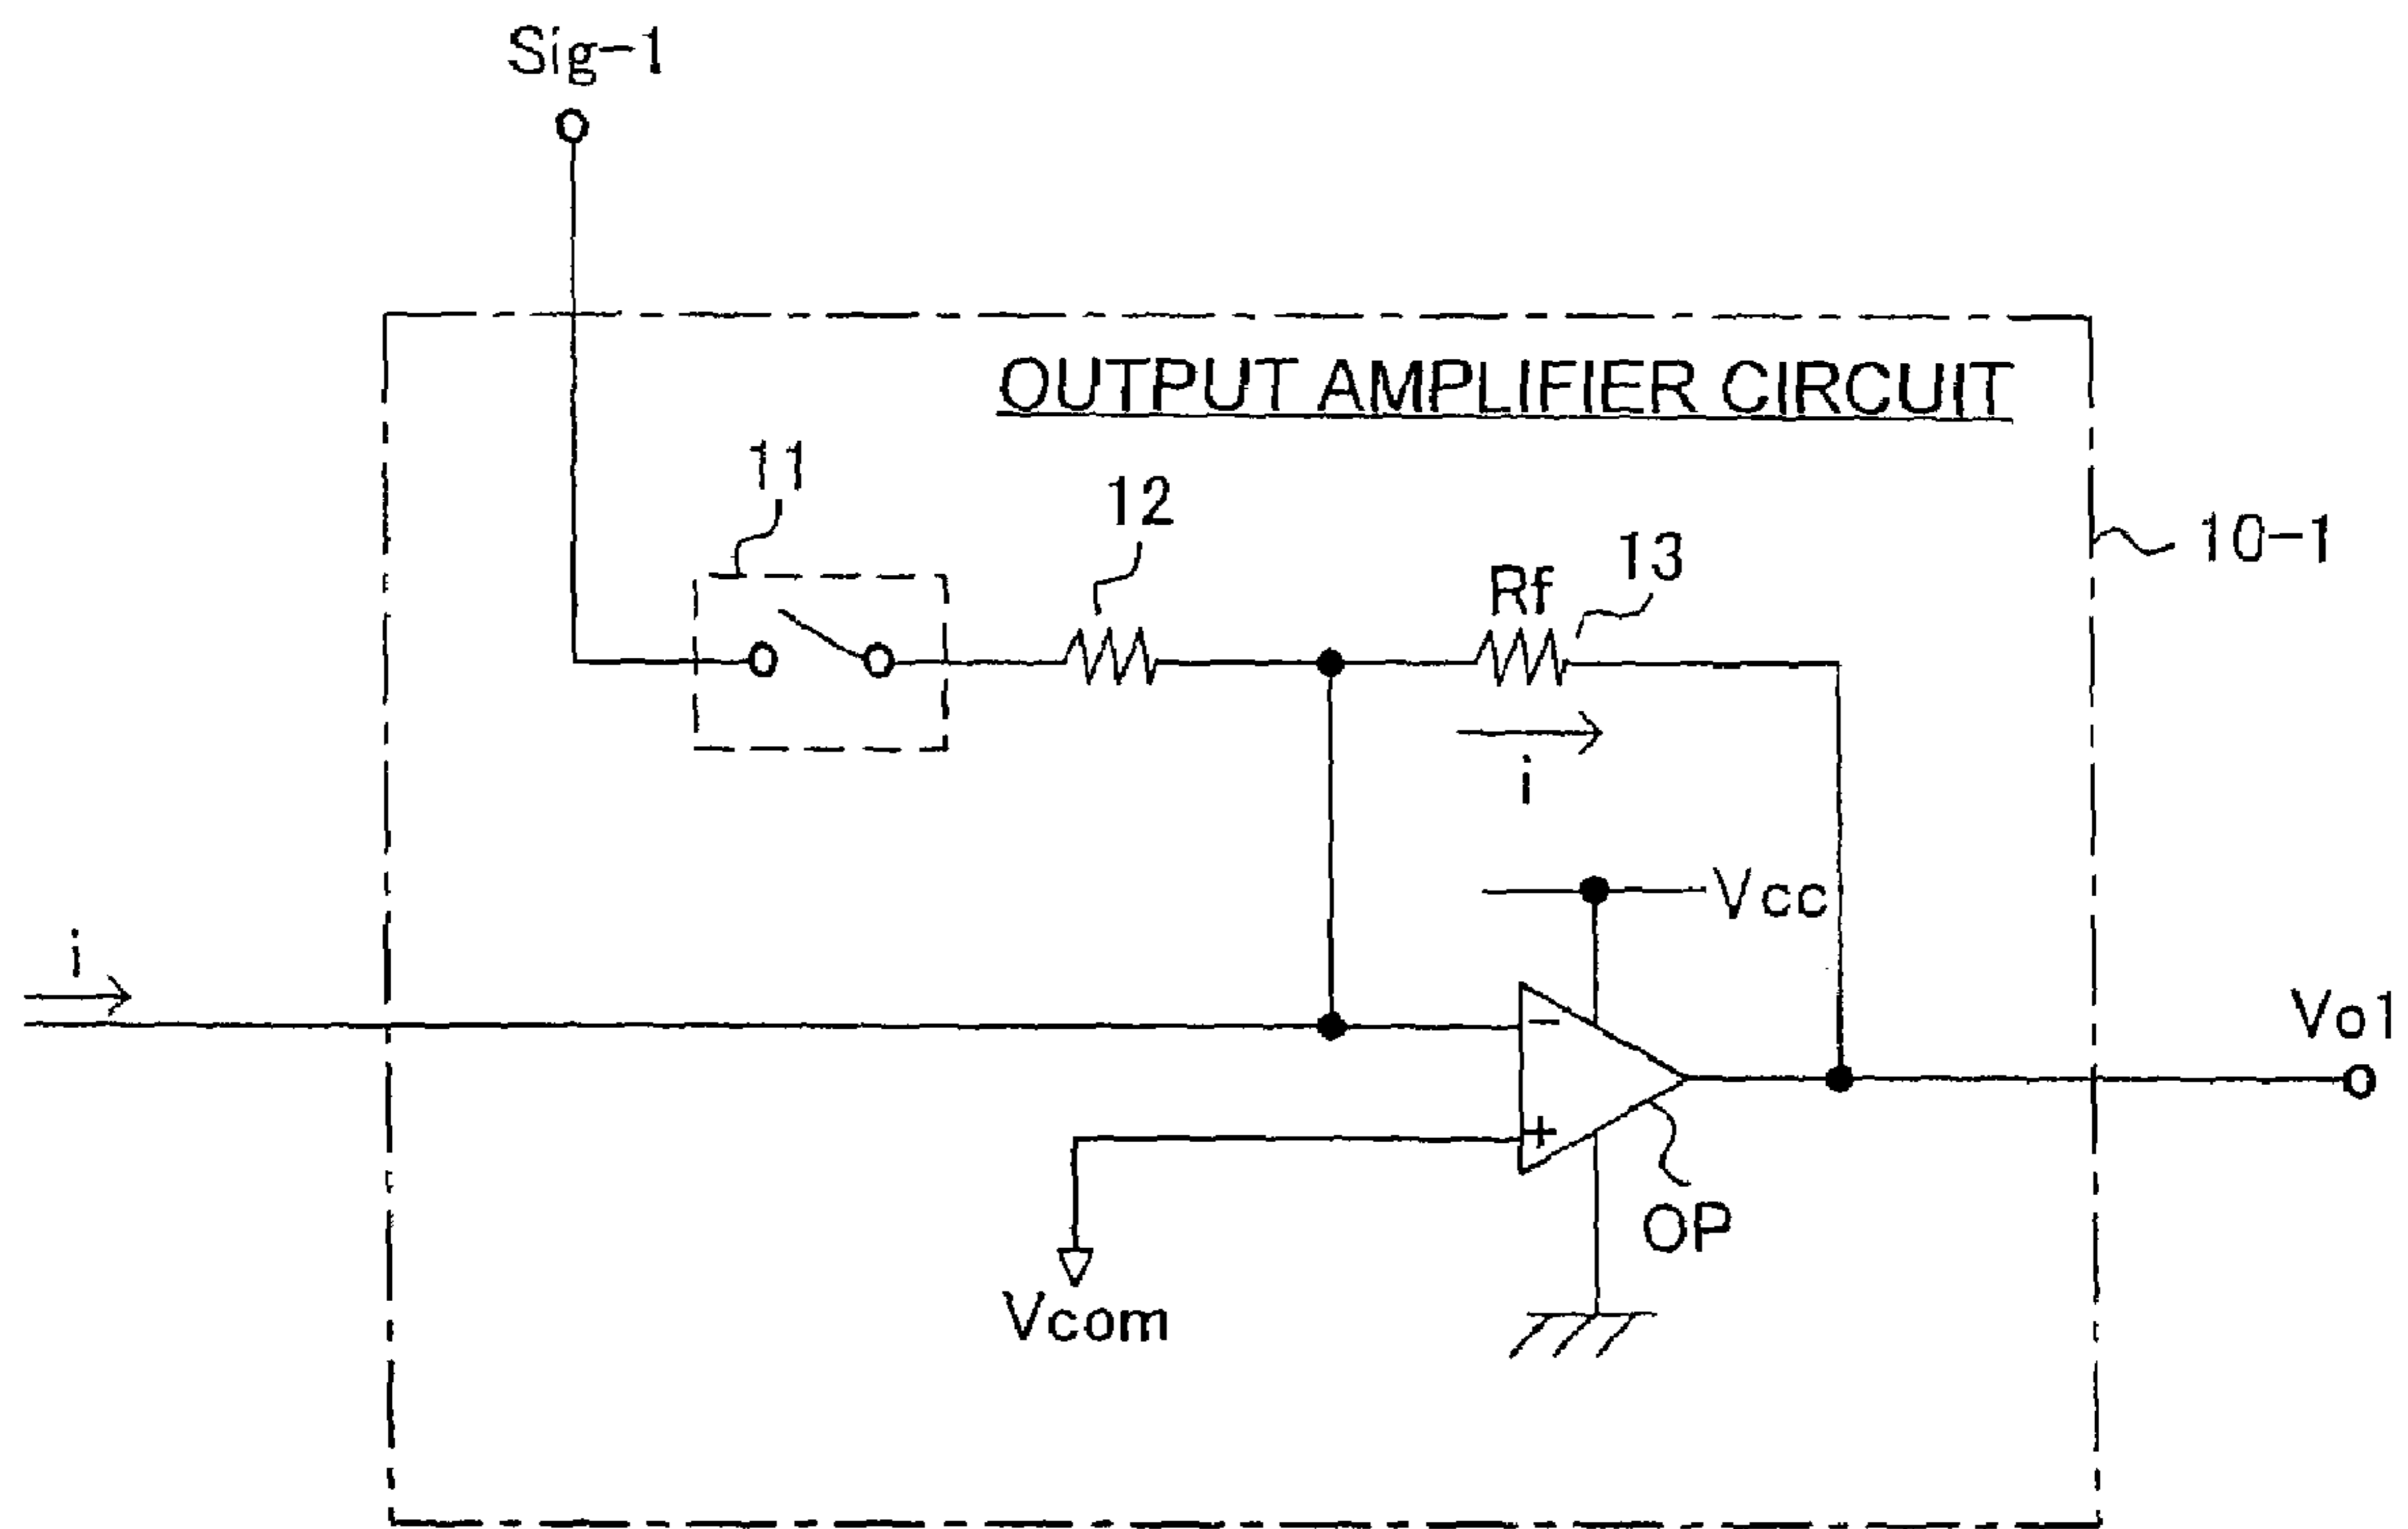 Sig-1
OUTPUT AMPLIFIER CIRCUIT
11
12
13
Rf
10-1
i
Vcc
i
Vo1
-
+
OP
Vcom